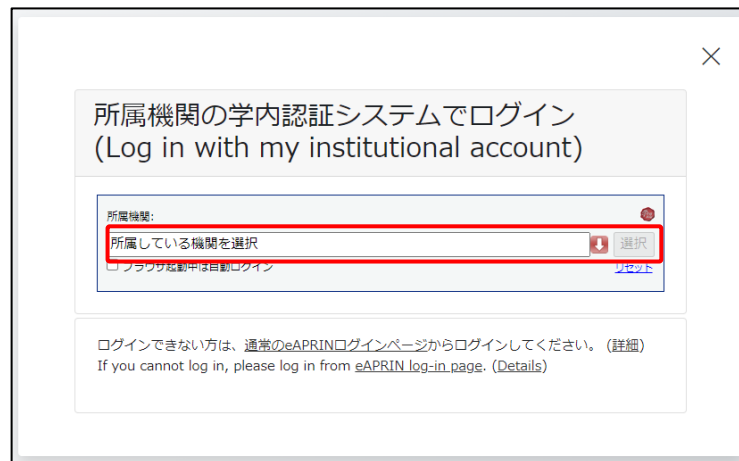 所属機関の学内認証システムでログイン
(Log in with my institutional account)
所属機関:
所属している機関を選択
選択
ブラウザ起動中は自動ログイン
リセット
ログインできない方は、通常のeAPRINログインページからログインしてください。 (詳細)
If you cannot log in, please log in from eAPRIN log-in page. (Details)